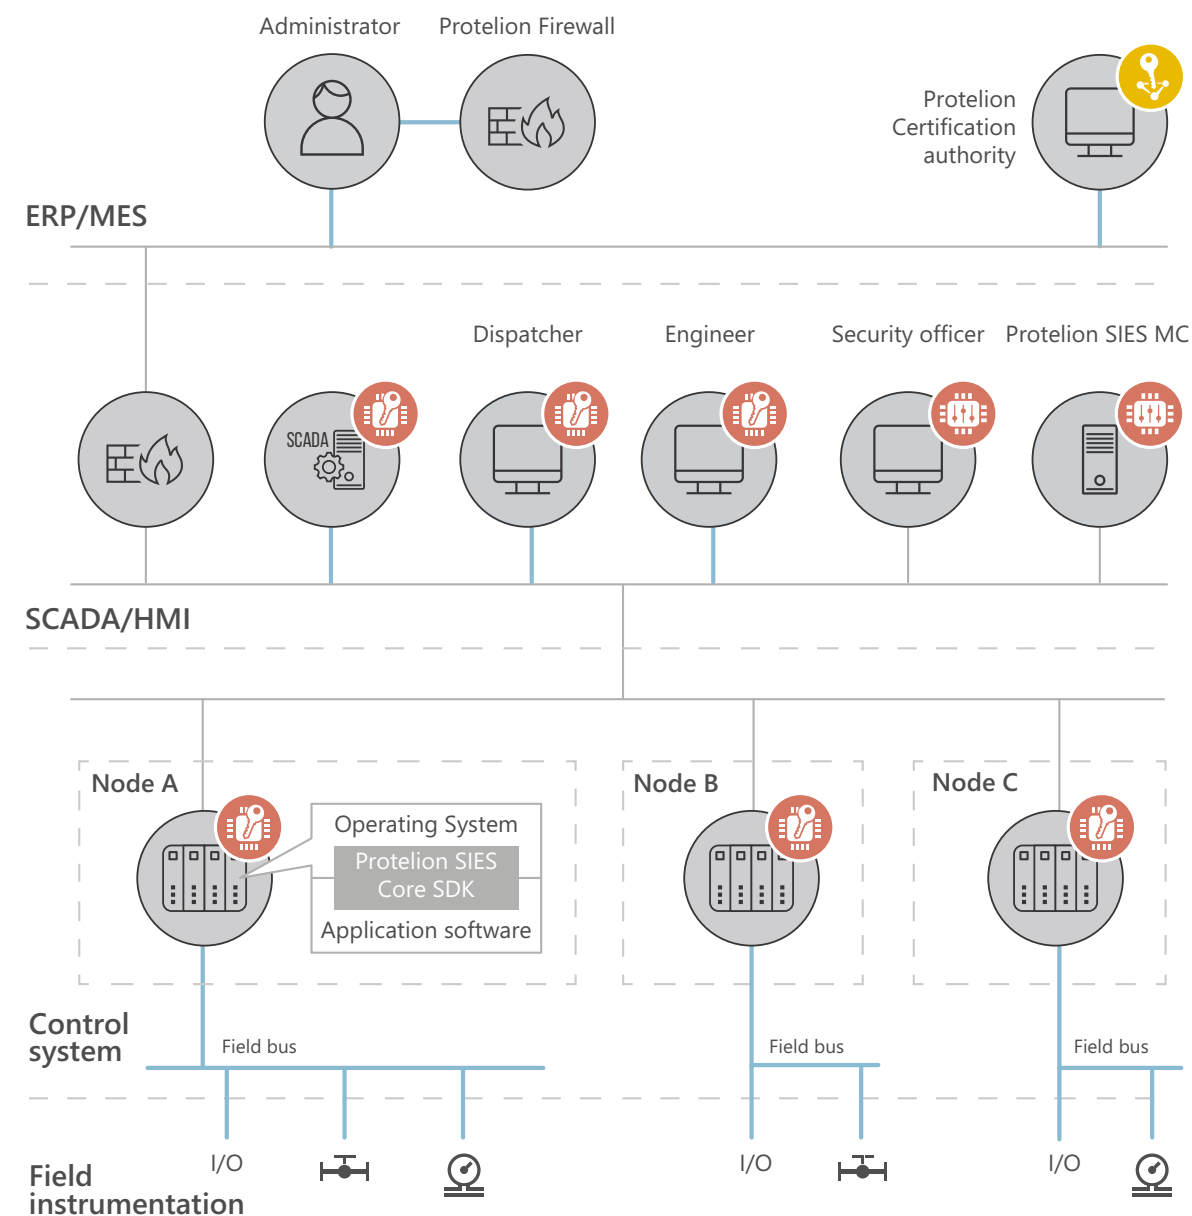 Administrator
Protelion Firewall
Protelion
Certification
authority
ERP/MES
Dispatcher
Engineer
Security officer
Protelion SIES MC
SCADA
SCADA/HMI
Node A
Operating System
Protelion SIES
Core SDK
Application software
Node B
Node C
Control
system
Field bus
Field bus
Field bus
I/O
I/O
I/O
Field
instrumentation